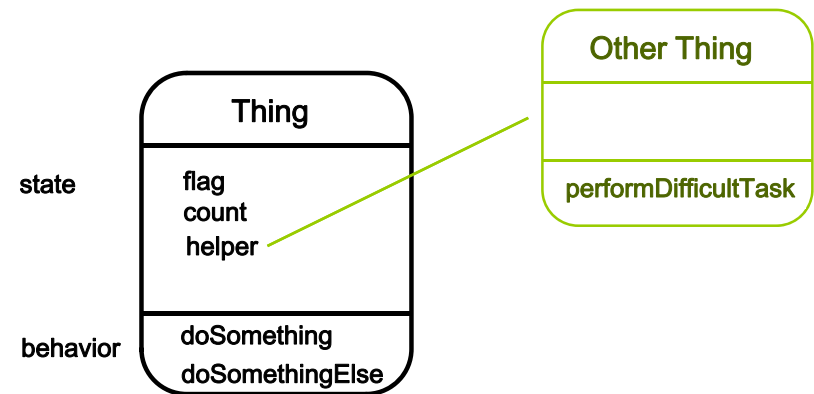 Other Thing
performDifficultTask
Thing
state
flag
count
helper
behavior
doSomething
doSomethingElse